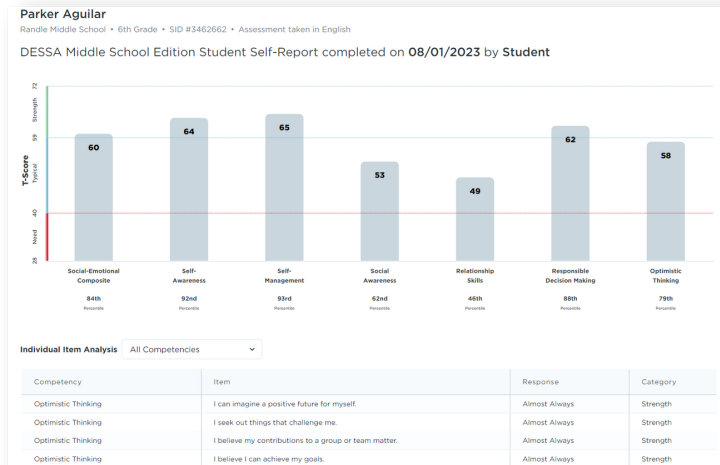 Parker Aguilar
Randle Middle School • 6th Grade • SID #3462662 • Assessment taken in English
DESSA Middle School Edition Student Self-Report completed on 08/01/2023 by Student
T-Score
72
Strength
59
Typical
40
Need
28
60
64
65
53
49
62
58
Social-Emotional Composite
Self-Awareness
Self-Management
Social Awareness
Relationship Skills
Responsible Decision Making
Optimistic Thinking
84th 92nd 93rd 62nd 46th 88th 79th
Percentile Percentile Percentile Percentile Percentile Percentile Percentile
Individual Item Analysis All Competencies
Competency Item Response Category
Optimistic Thinking I can imagine a positive future for myself. Almost Always Strength
Optimistic Thinking I seek out things that challenge me. Almost Always Strength
Optimistic Thinking I believe my contributions to a group or team matter. Almost Always Strength
Optimistic Thinking I believe I can achieve my goals. Almost Always Strength